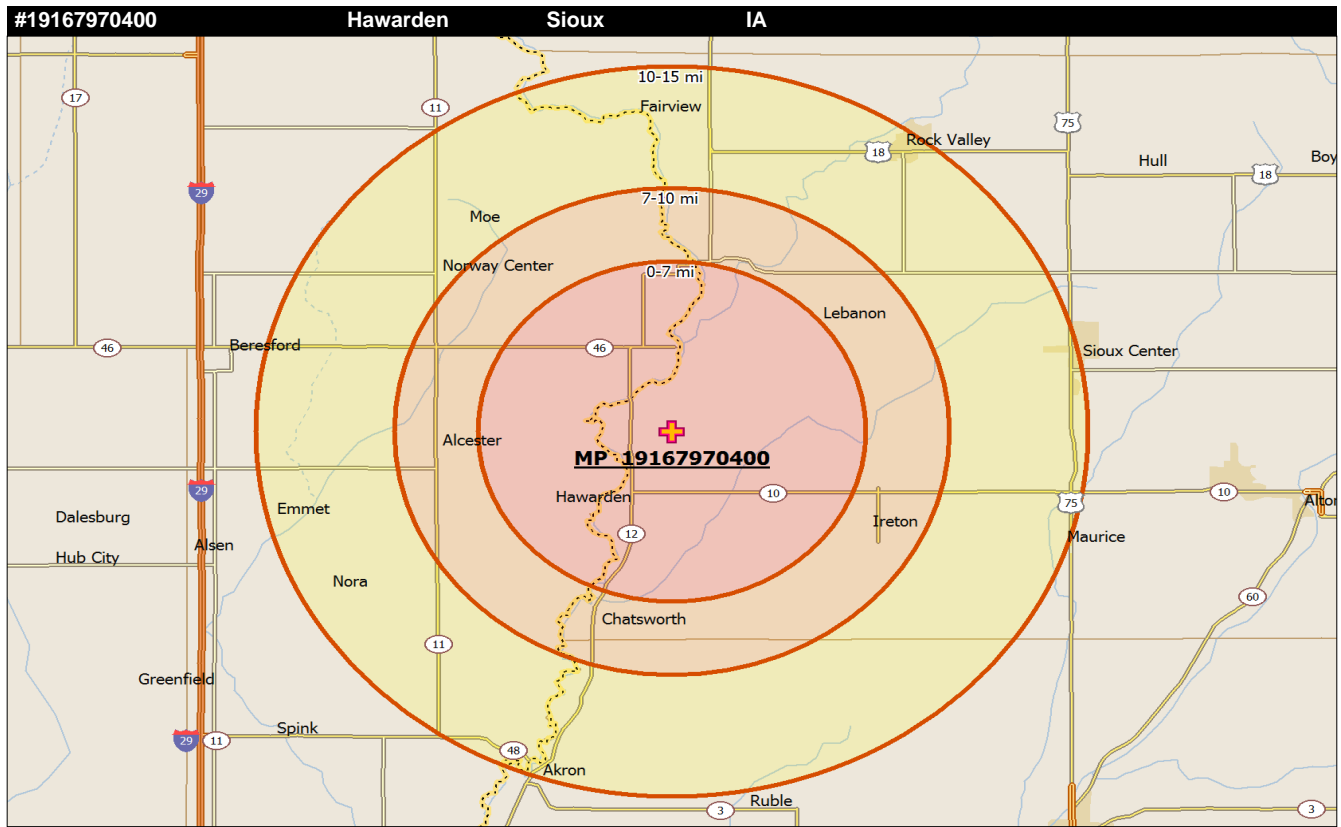 #19167970400 Hawarden Sioux IA
10-15 mi
17
11
Fairview
75
18
Rock Valley
Hull
Boy
18
29
7-10 mi
Moe
Norway Center
0-7 mi
Lebanon
46
Beresford
46
Sioux Center
Alcester
MP 19167970400
29
Hawarden
10
10
75
Alton
Emmet
Dalesburg
Ireton
12
Maurice
Alsen
Hub City
Nora
60
Chatsworth
11
Greenfield
Spink
29
11
48
Akron
Ruble
3
3